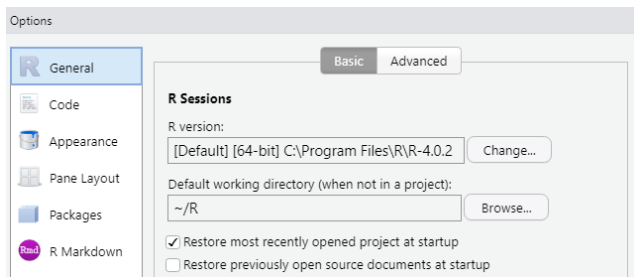 Options
General
Code
Appearance
Pane Layout
Packages
Rmd R Markdown
Basic Advanced
R Sessions
R version:
[Default] [64-bit] C:\Program Files\R\R-4.0.2 Change...
Default working directory (when not in a project):
~/R Browse...
Restore most recently opened project at startup
Restore previously open source documents at startup